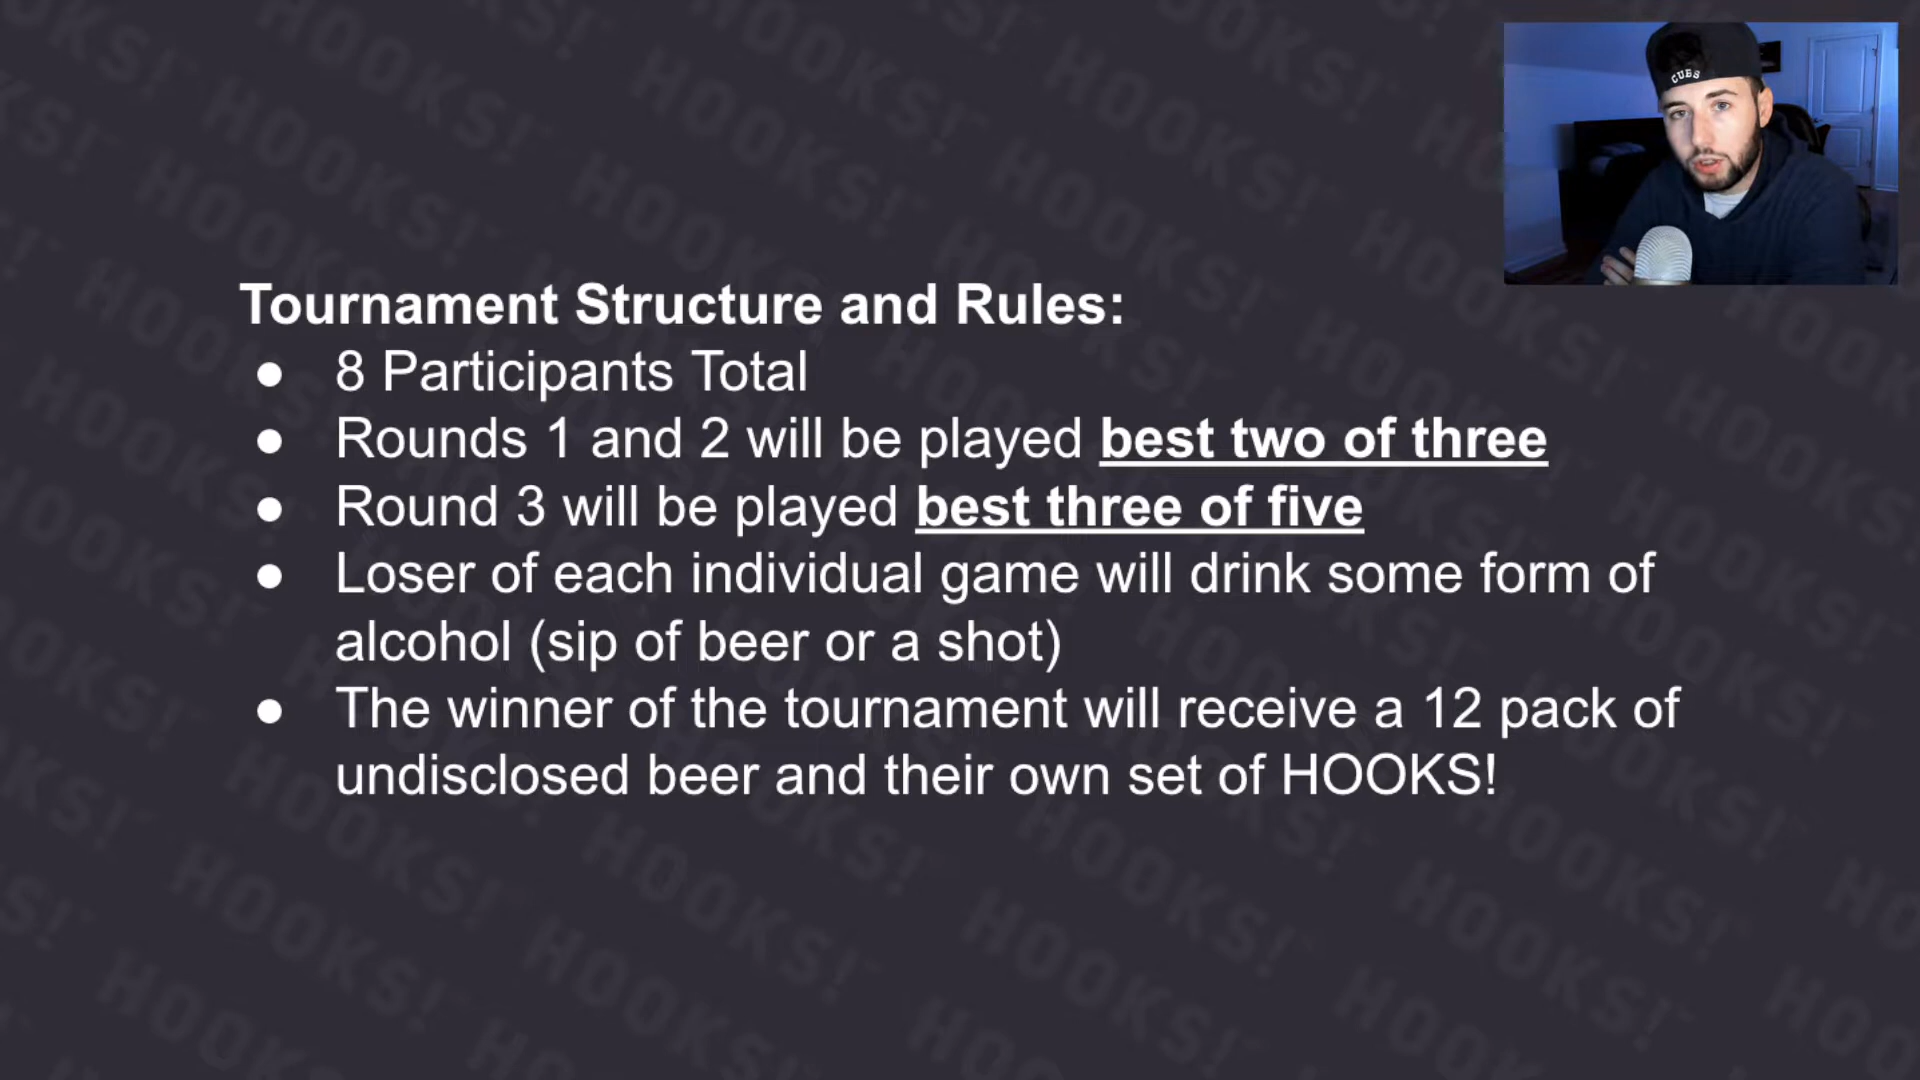 CUBS
Tournament Structure and Rules:
● 8 Participants Total
● Rounds 1 and 2 will be played best two of three
● Round 3 will be played best three of five
● Loser of each individual game will drink some form of
alcohol (sip of beer or a shot)
● The winner of the tournament will receive a 12 pack of
undisclosed beer and their own set of HOOKS!